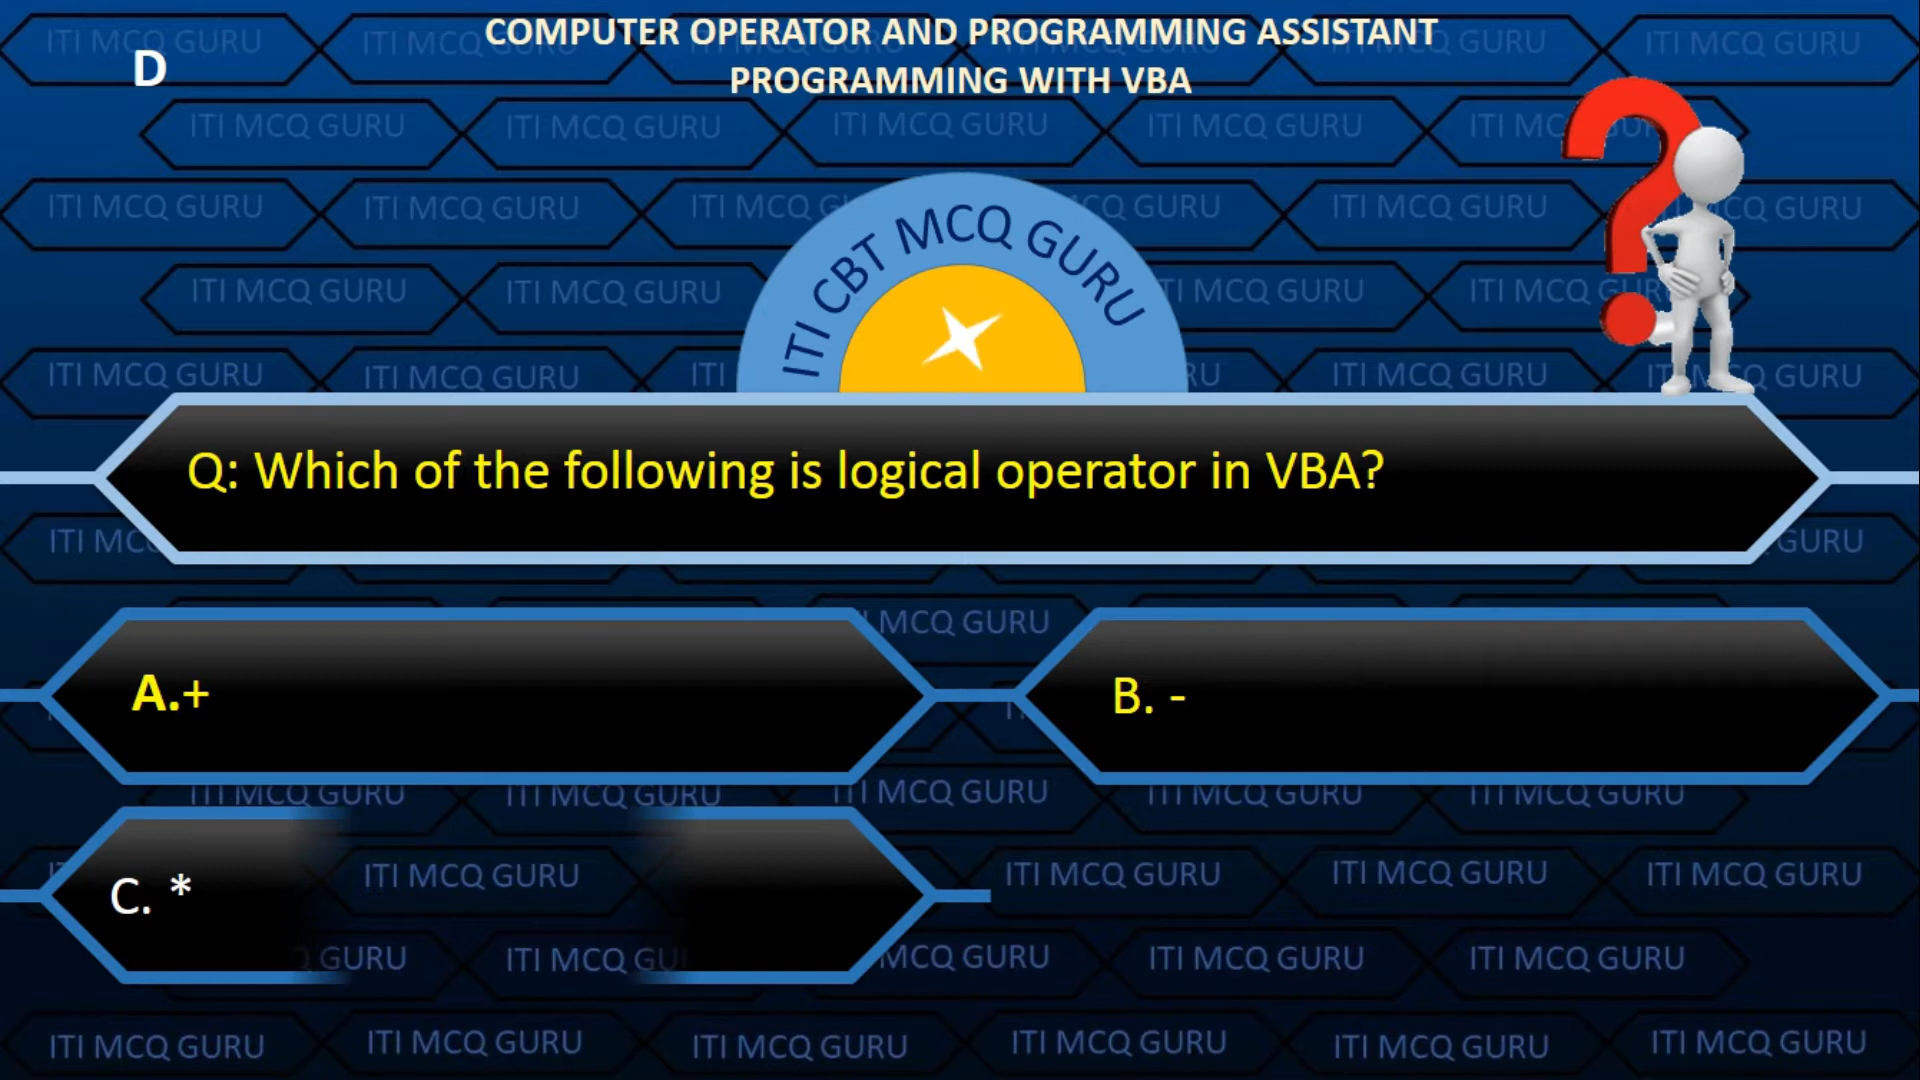 COMPUTER OPERATOR AND PROGRAMMING ASSISTANT
D
PROGRAMMING WITH VBA
ITI CBT MCQ GURU
Q: Which of the following is logical operator in VBA?
A.+
B. -
C. *
ITI MCQ GURU